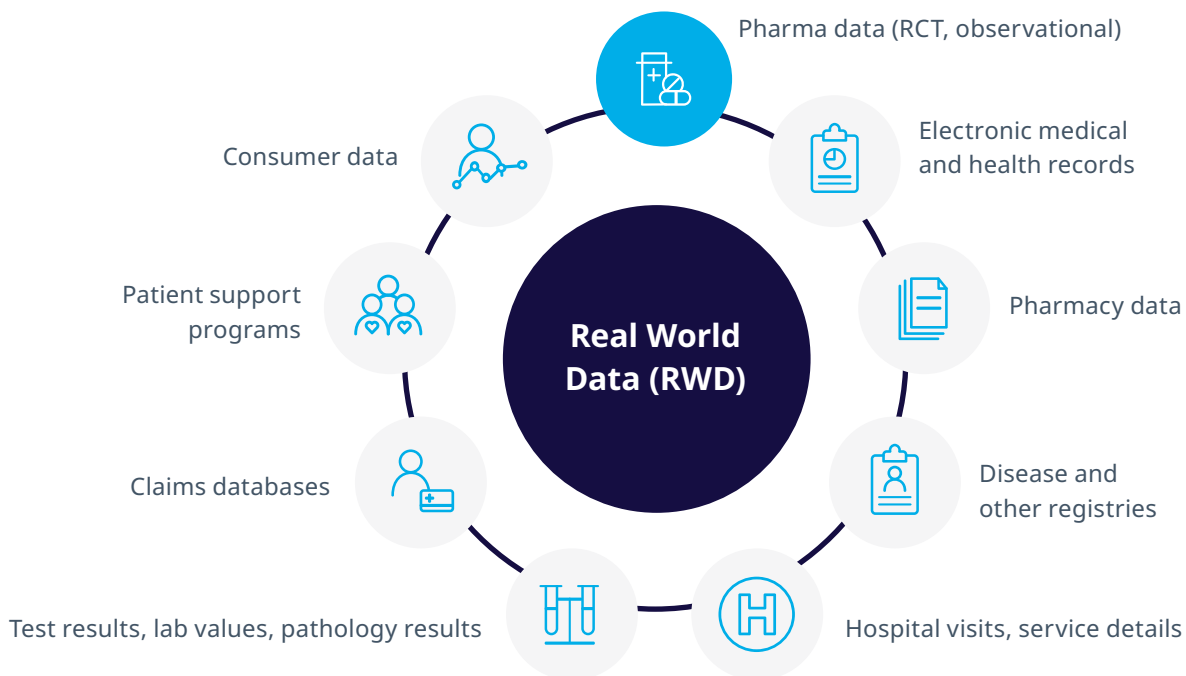 Pharma data (RCT, observational)
Electronic medical
and health records
Consumer data
Patient support
programs
Pharmacy data
Real World
Data (RWD)
Claims databases
Disease and
other registries
Test results, lab values, pathology results
Hospital visits, service details